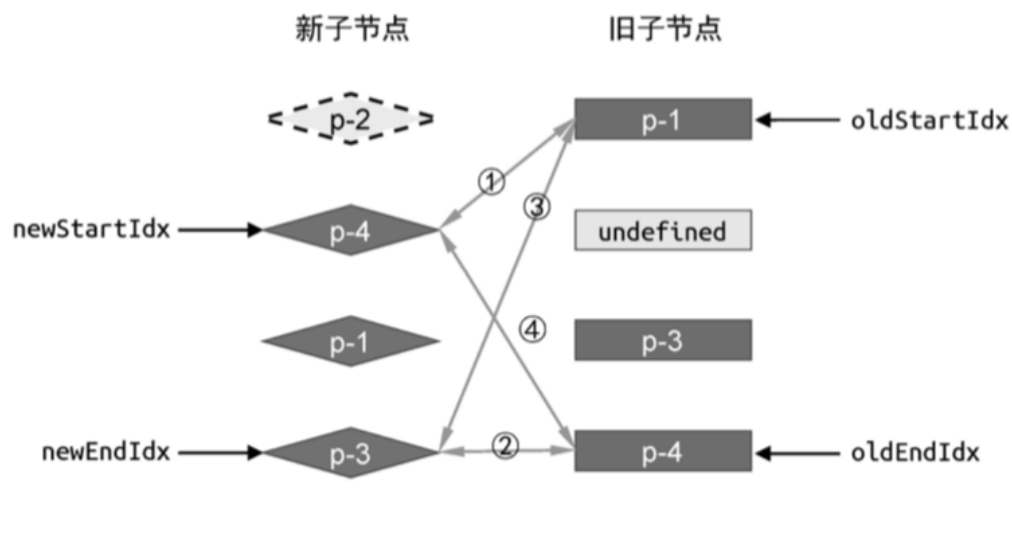 新子节点 旧子节点
p-2 p-1 oldStartIdx
① ③
newStartIdx p-4 undefined
④
p-1 p-3
newEndIdx p-3 ② p-4 oldEndIdx